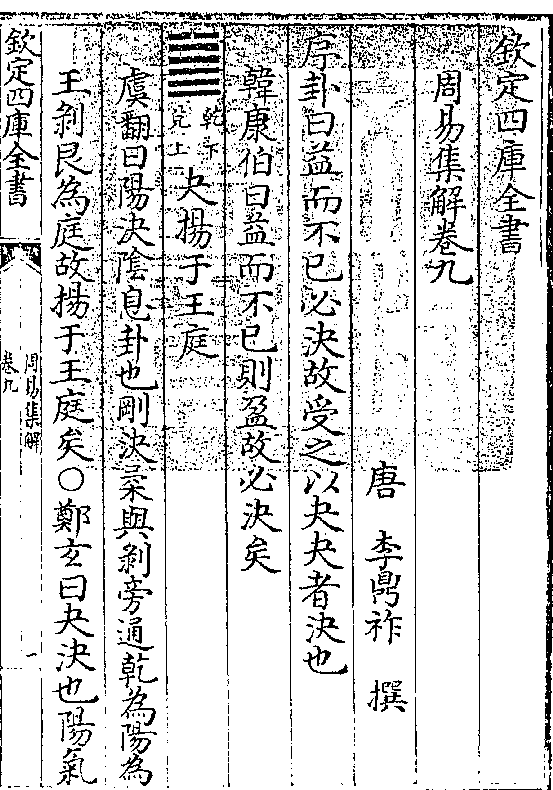 欽定四庫全書
周易集解卷九
唐 李鼎祚 撰
序卦曰益而不已必決故受之以夬夬者決也
韓康伯曰益而不已則盈故必決矣
乾下
兌上
夬揚于王庭
虞翻曰陽決陰息卦也剛決柔與剝旁通乾為陽為
王剝艮為庭故揚于王庭矣○鄭玄曰夬決也陽氣
欽定四庫全書
周易集解
卷九
一